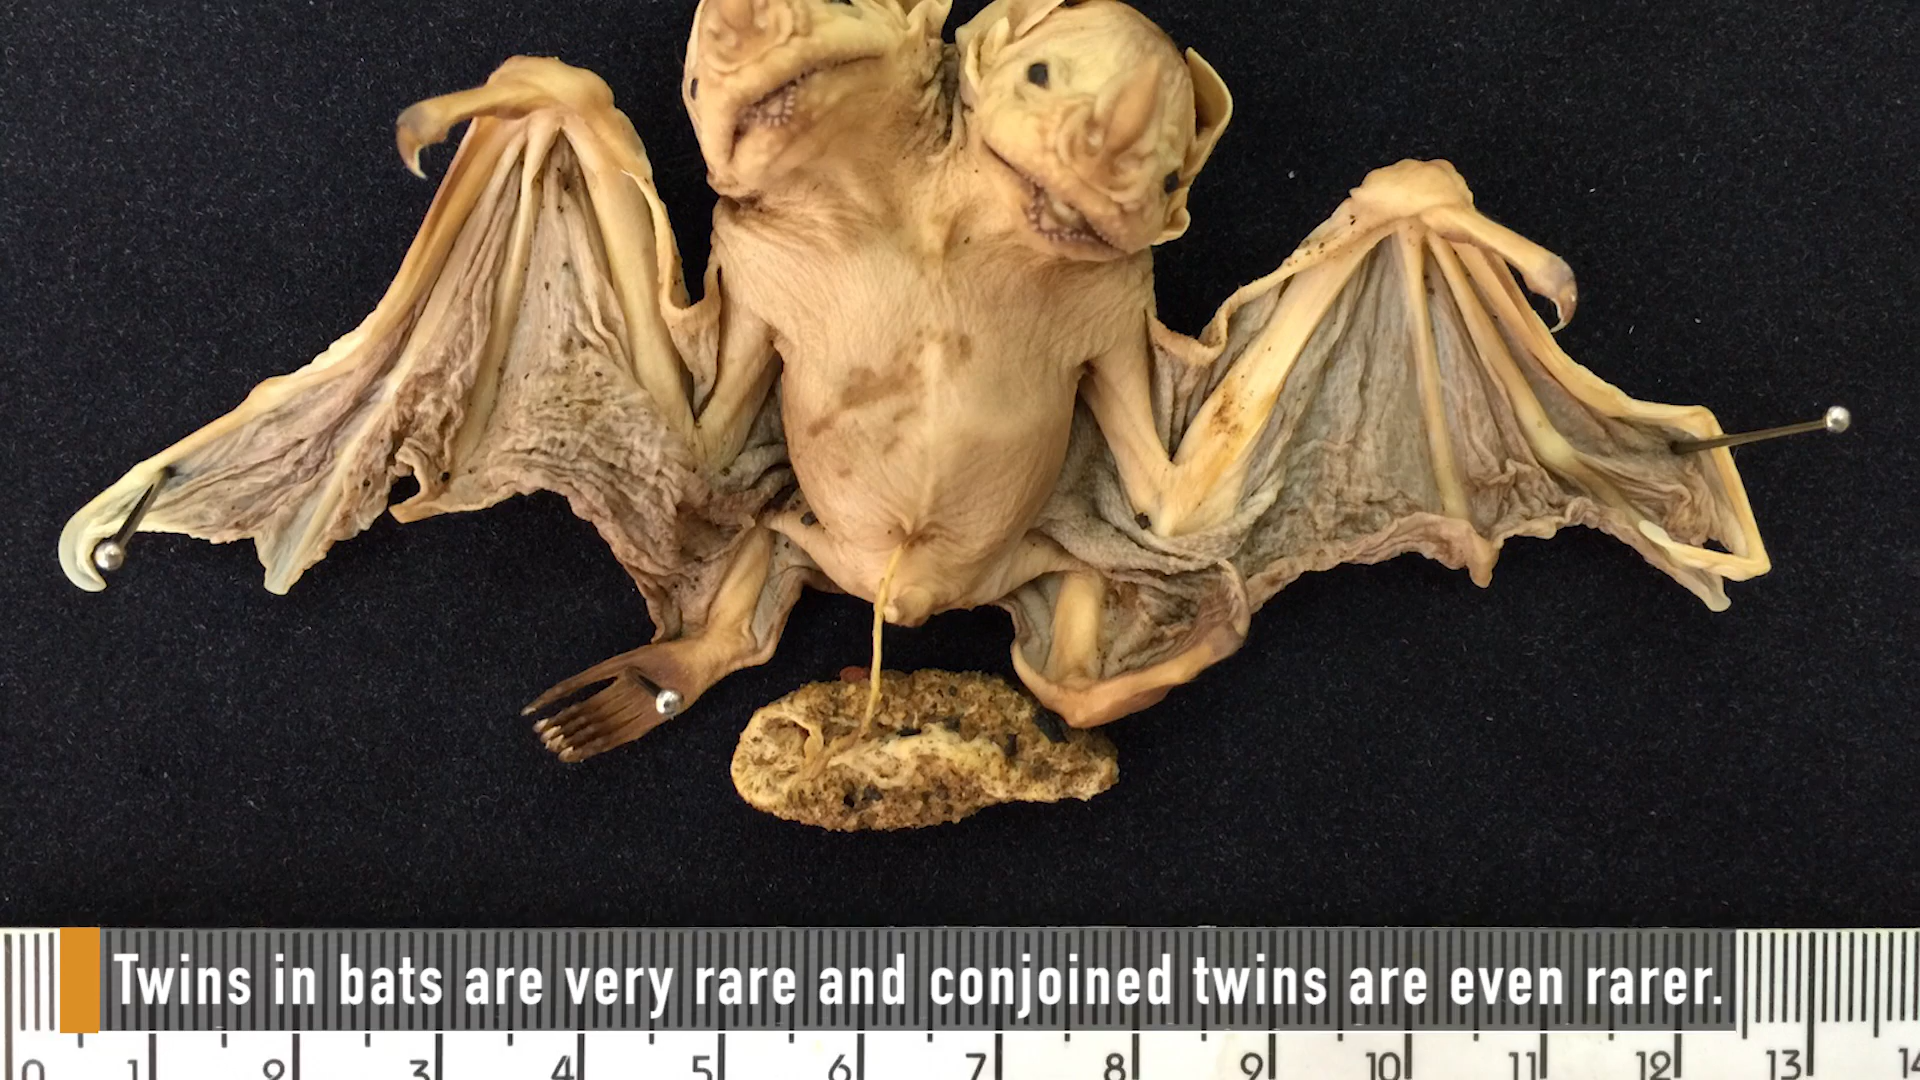 Twins in bats are very rare and conjoined twins are even rarer.
0 1 2 3 4 5 6 7 8 9 10 11 12 13 14